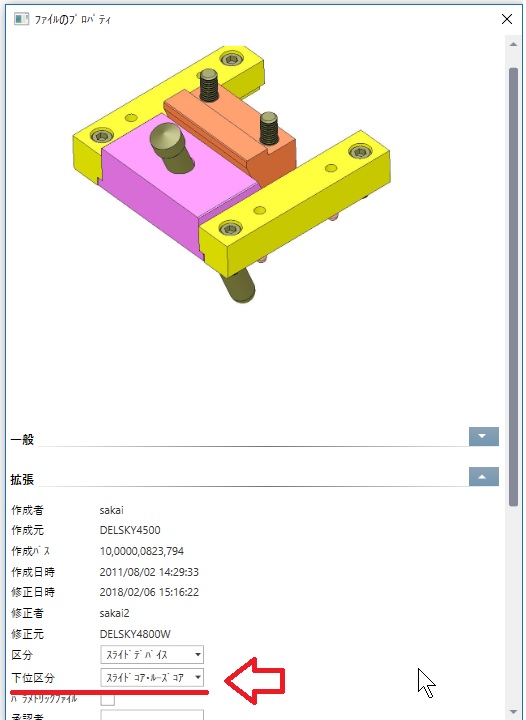 ﾌｧｲﾙのﾌﾟﾛﾊﾟﾃｨ
一般
拡張
作成者 sakai
作成元 DELSKY4500
作成ﾊﾟｽ 10,0000,0823,794
作成日時 2011/08/02 14:29:33
修正日時 2018/02/06 15:16:22
修正者 sakai2
修正元 DELSKY4800W
区分 ｽﾗｲﾄﾞﾃﾞﾊﾞｲｽ
下位区分 ｽﾗｲﾄﾞｺｱ・ﾙｰｽﾞｺｱ
ﾊﾟﾗﾒﾄﾘｯｸﾌｧｲﾙ
承認者